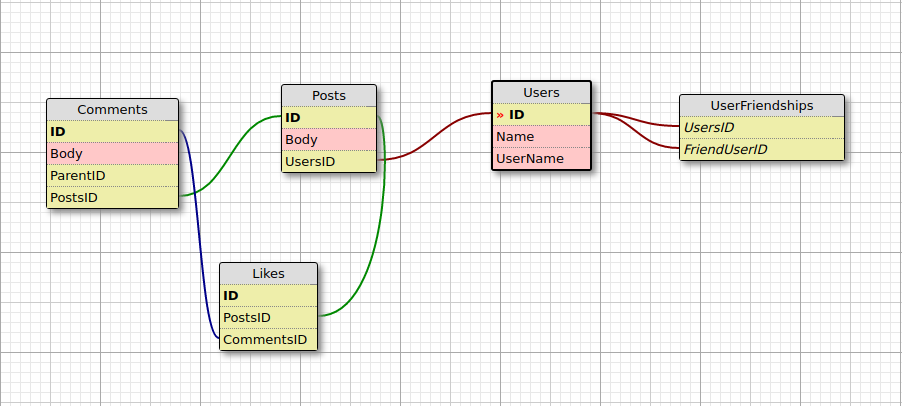 Comments
ID
Body
ParentID
PostsID
Posts
ID
Body
UsersID
Users
» ID
Name
UserName
UserFriendships
UsersID
FriendUserID
Likes
ID
PostsID
CommentsID